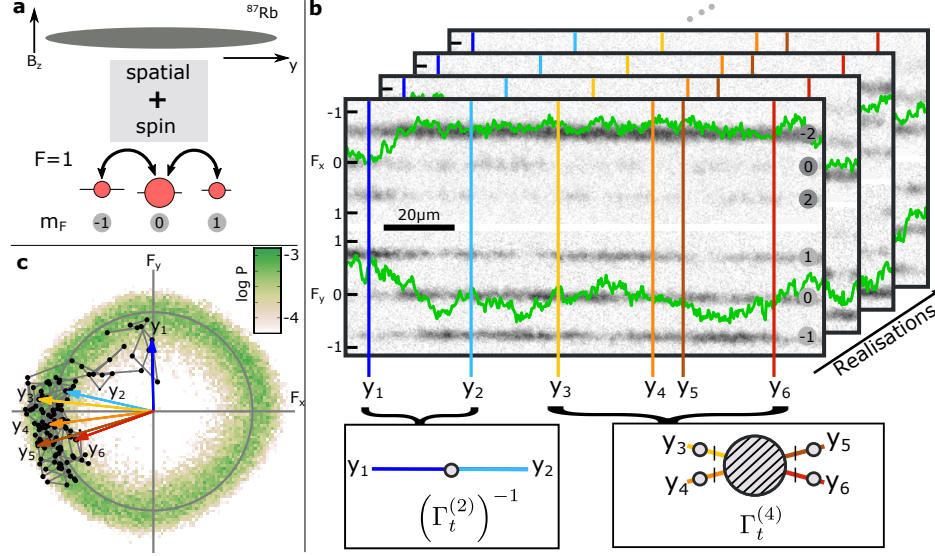 a
87Rb
Bz
y
spatial
+
spin
F=1
mF
-1
0
1
b
-1
Fx 0
1
1
Fy 0
-1
20μm
-2
0
2
1
0
-1
Realisations
y1
y2
y3
y4
y5
y6
y1
y2
(Γt(2))−1
y3
y4
y5
y6
Γt(4)
c
Fy
log P
-3
-4
Fx
y1
y2
y3
y4
y5
y6